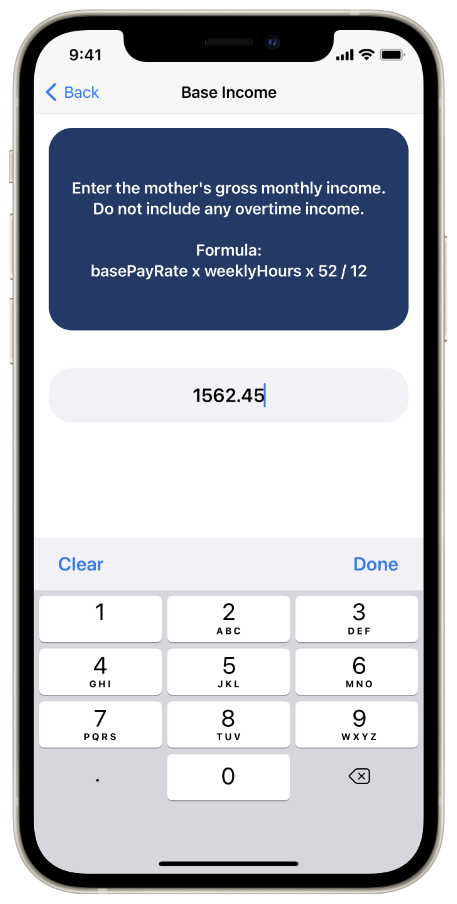 9:41
Back
Base Income
Enter the mother's gross monthly income.
Do not include any overtime income.
Formula:
basePayRate x weeklyHours x 52 / 12
1562.45
Clear
Done
1
2
ABC
3
DEF
4
GHI
5
JKL
6
MNO
7
PQRS
8
TUV
9
WXYZ
.
0